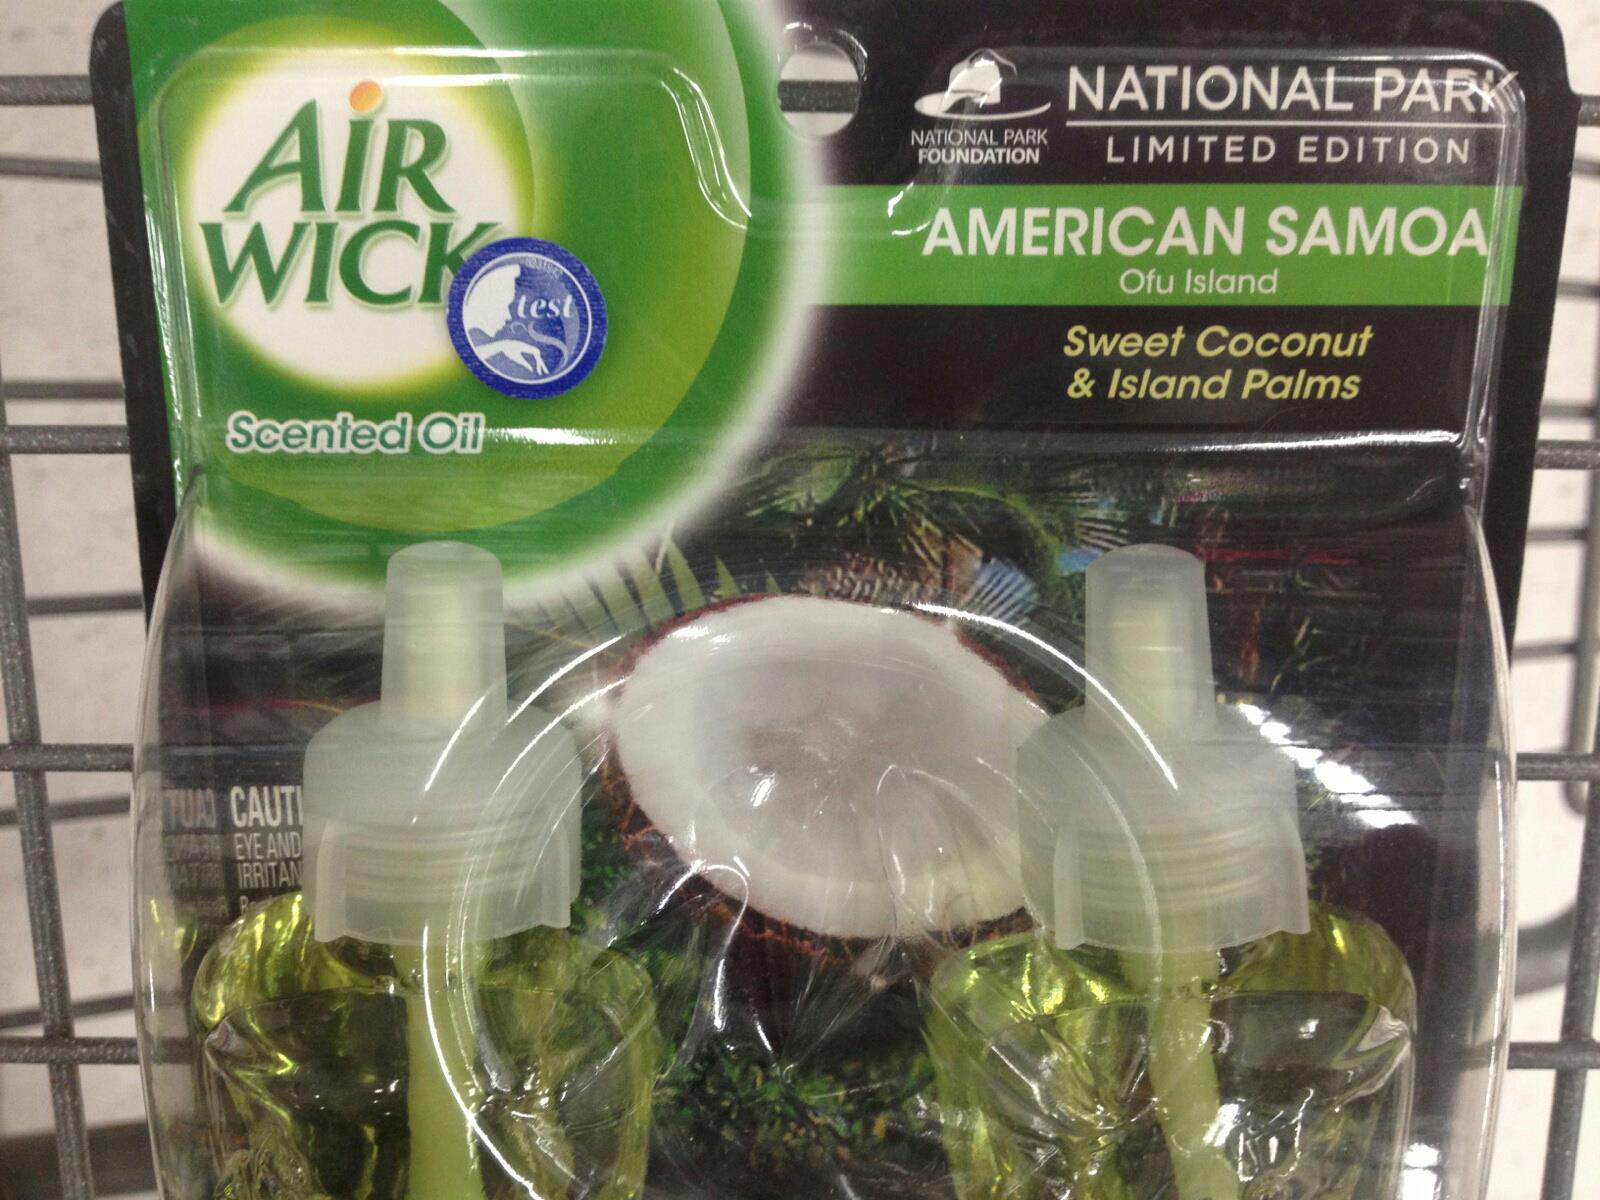 AIR
WICK
test
Scented Oil
NATIONAL PARK
FOUNDATION
NATIONAL PARK
LIMITED EDITION
AMERICAN SAMOA
Ofu Island
Sweet Coconut
& Island Palms
CAUTI
EYE AND
IRRITAN